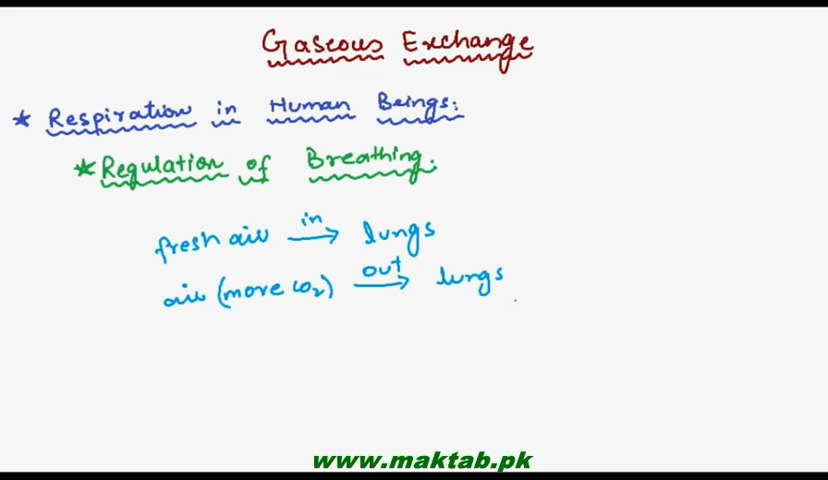 Gaseous Exchange
* Respiration in Human Beings:
* Regulation of Breathing.
fresh air in → lungs
air (more CO₂) out → lungs
www.maktab.pk